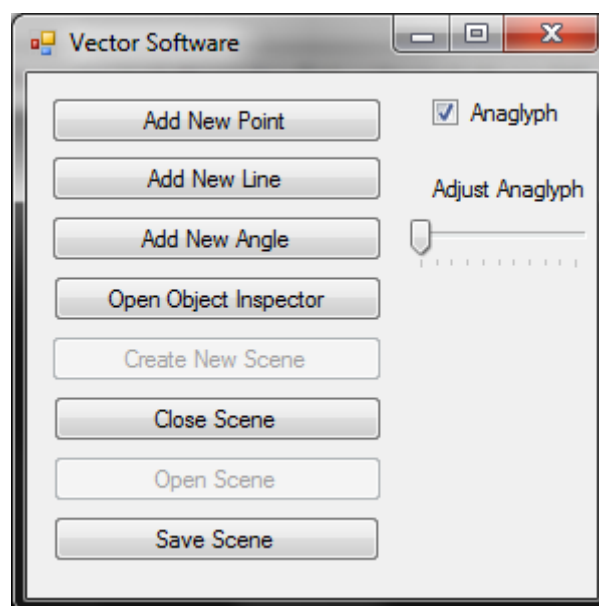 Vector Software
Add New Point
Anaglyph
Add New Line
Adjust Anaglyph
Add New Angle
Open Object Inspector
Create New Scene
Close Scene
Open Scene
Save Scene